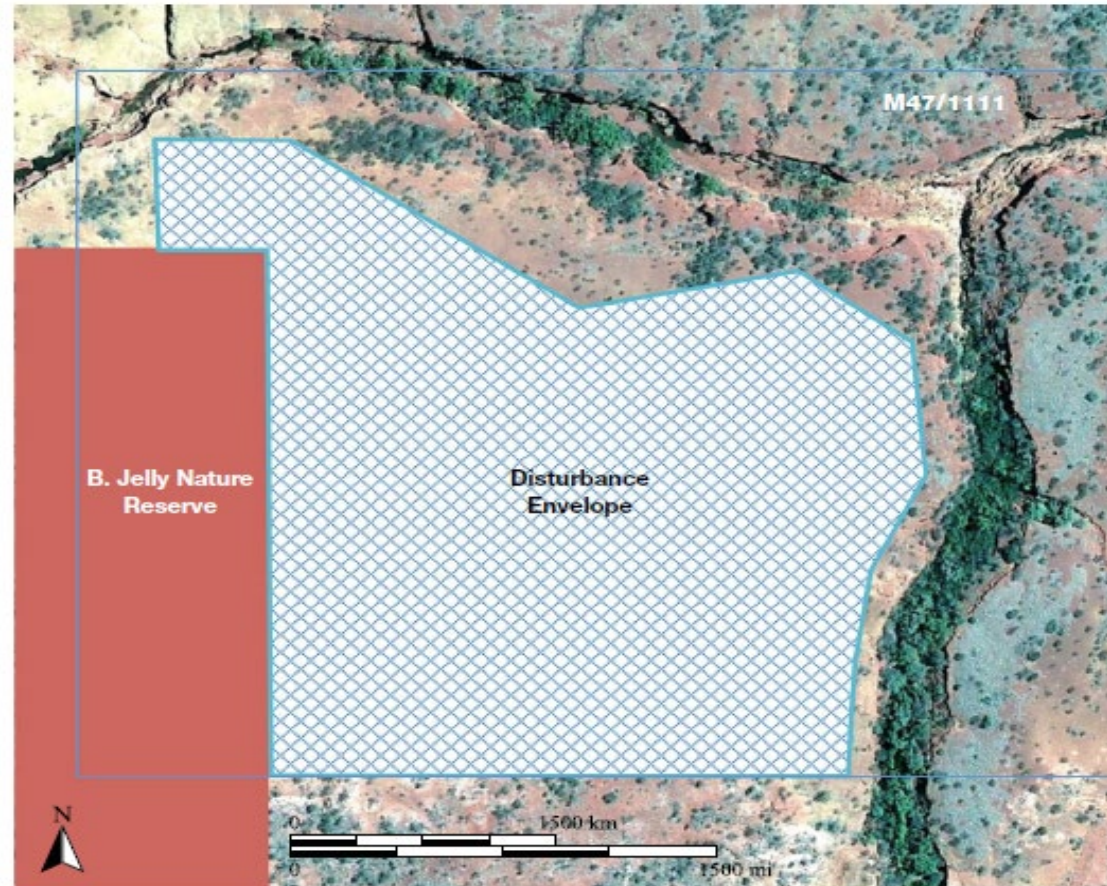 M47/1111
B. Jelly Nature
Reserve
Disturbance
Envelope
N
0 1500 km
0 1500 mi